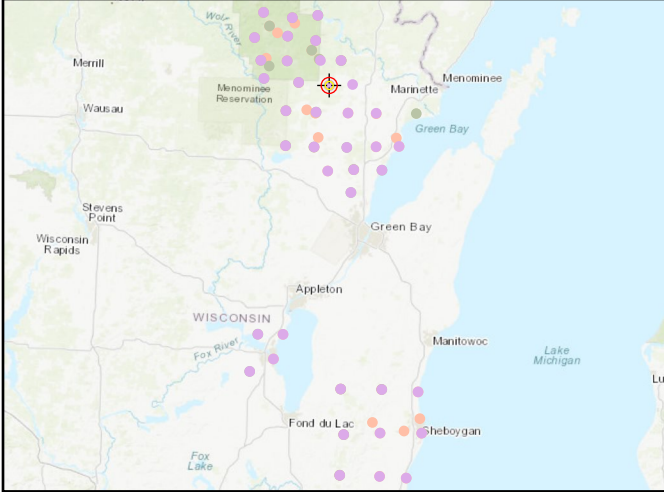 Wolf River
Merrill
Menominee
Menominee
Reservation
Marinette
Wausau
Green Bay
Stevens
Point
Green Bay
Wisconsin
Rapids
Appleton
WISCONSIN
Fox River
Manitowoc
Lake
Michigan
Lu
Fond du Lac
Sheboygan
Fox
Lake